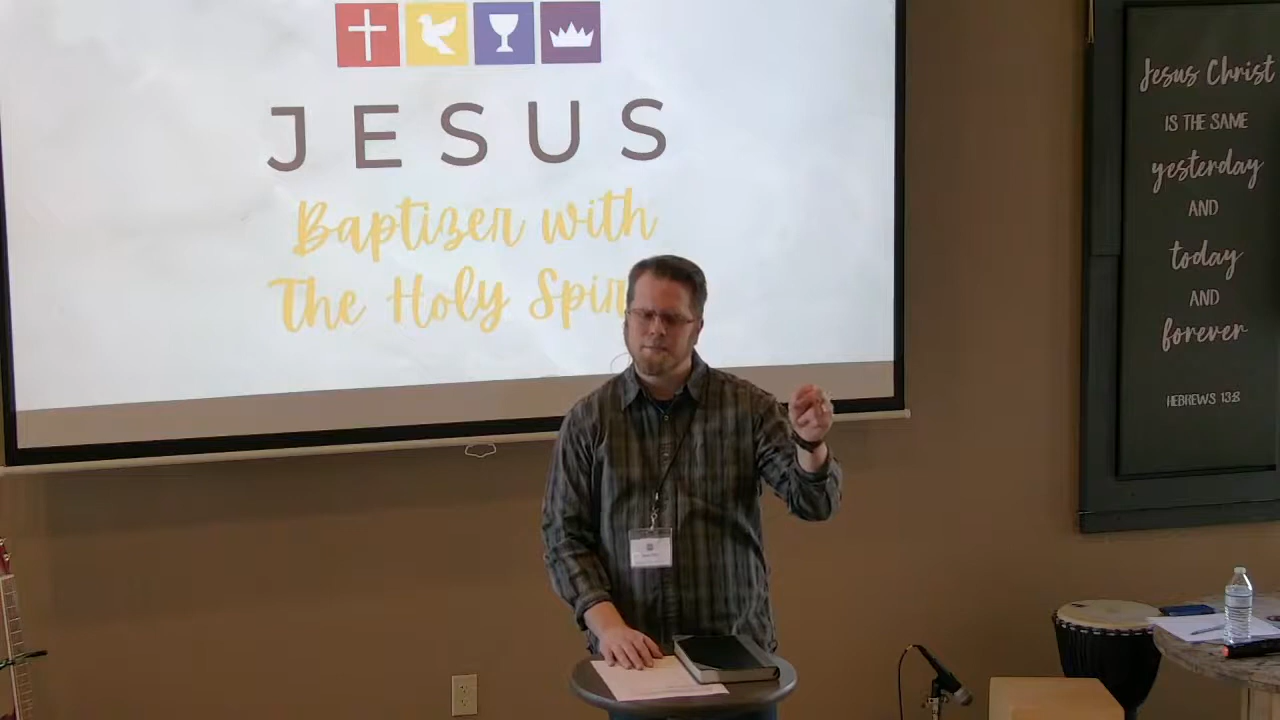 JESUS
Baptizer with
The Holy Spir
Jesus Christ
IS THE SAME
yesterday
AND
today
AND
forever
HEBREWS 13:8